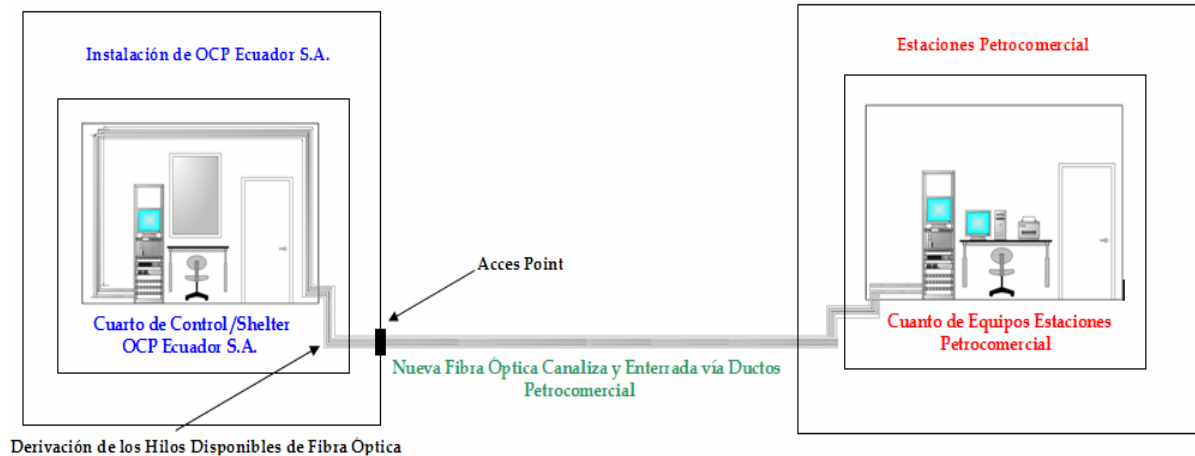 Instalación de OCP Ecuador S.A.
Estaciones Petrocomercial
Acces Point
Cuarto de Control/Shelter
OCP Ecuador S.A.
Cuanto de Equipos Estaciones
Petrocomercial
Nueva Fibra Óptica Canaliza y Enterrada vía Ductos
Petrocomercial
Derivación de los Hilos Disponibles de Fibra Óptica